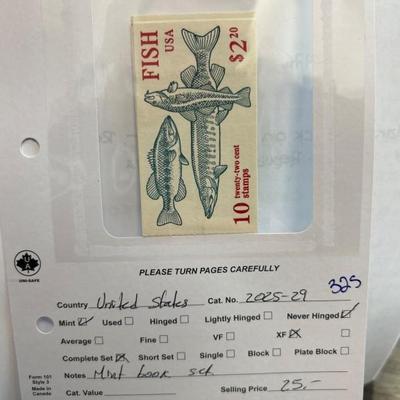 FISH
USA
$2.20
10 twenty-two cent
stamps
UNI-SAFE
PLEASE TURN PAGES CAREFULLY
325
Country United States Cat. No. 2025-29
Mint Used Hinged Lightly Hinged Never Hinged
Average Fine VF XF
Complete Set Short Set Single Block Plate Block
Form 101
Style 3
Made in
Canada
Notes Mint book set
Cat. Value Selling Price 25.-